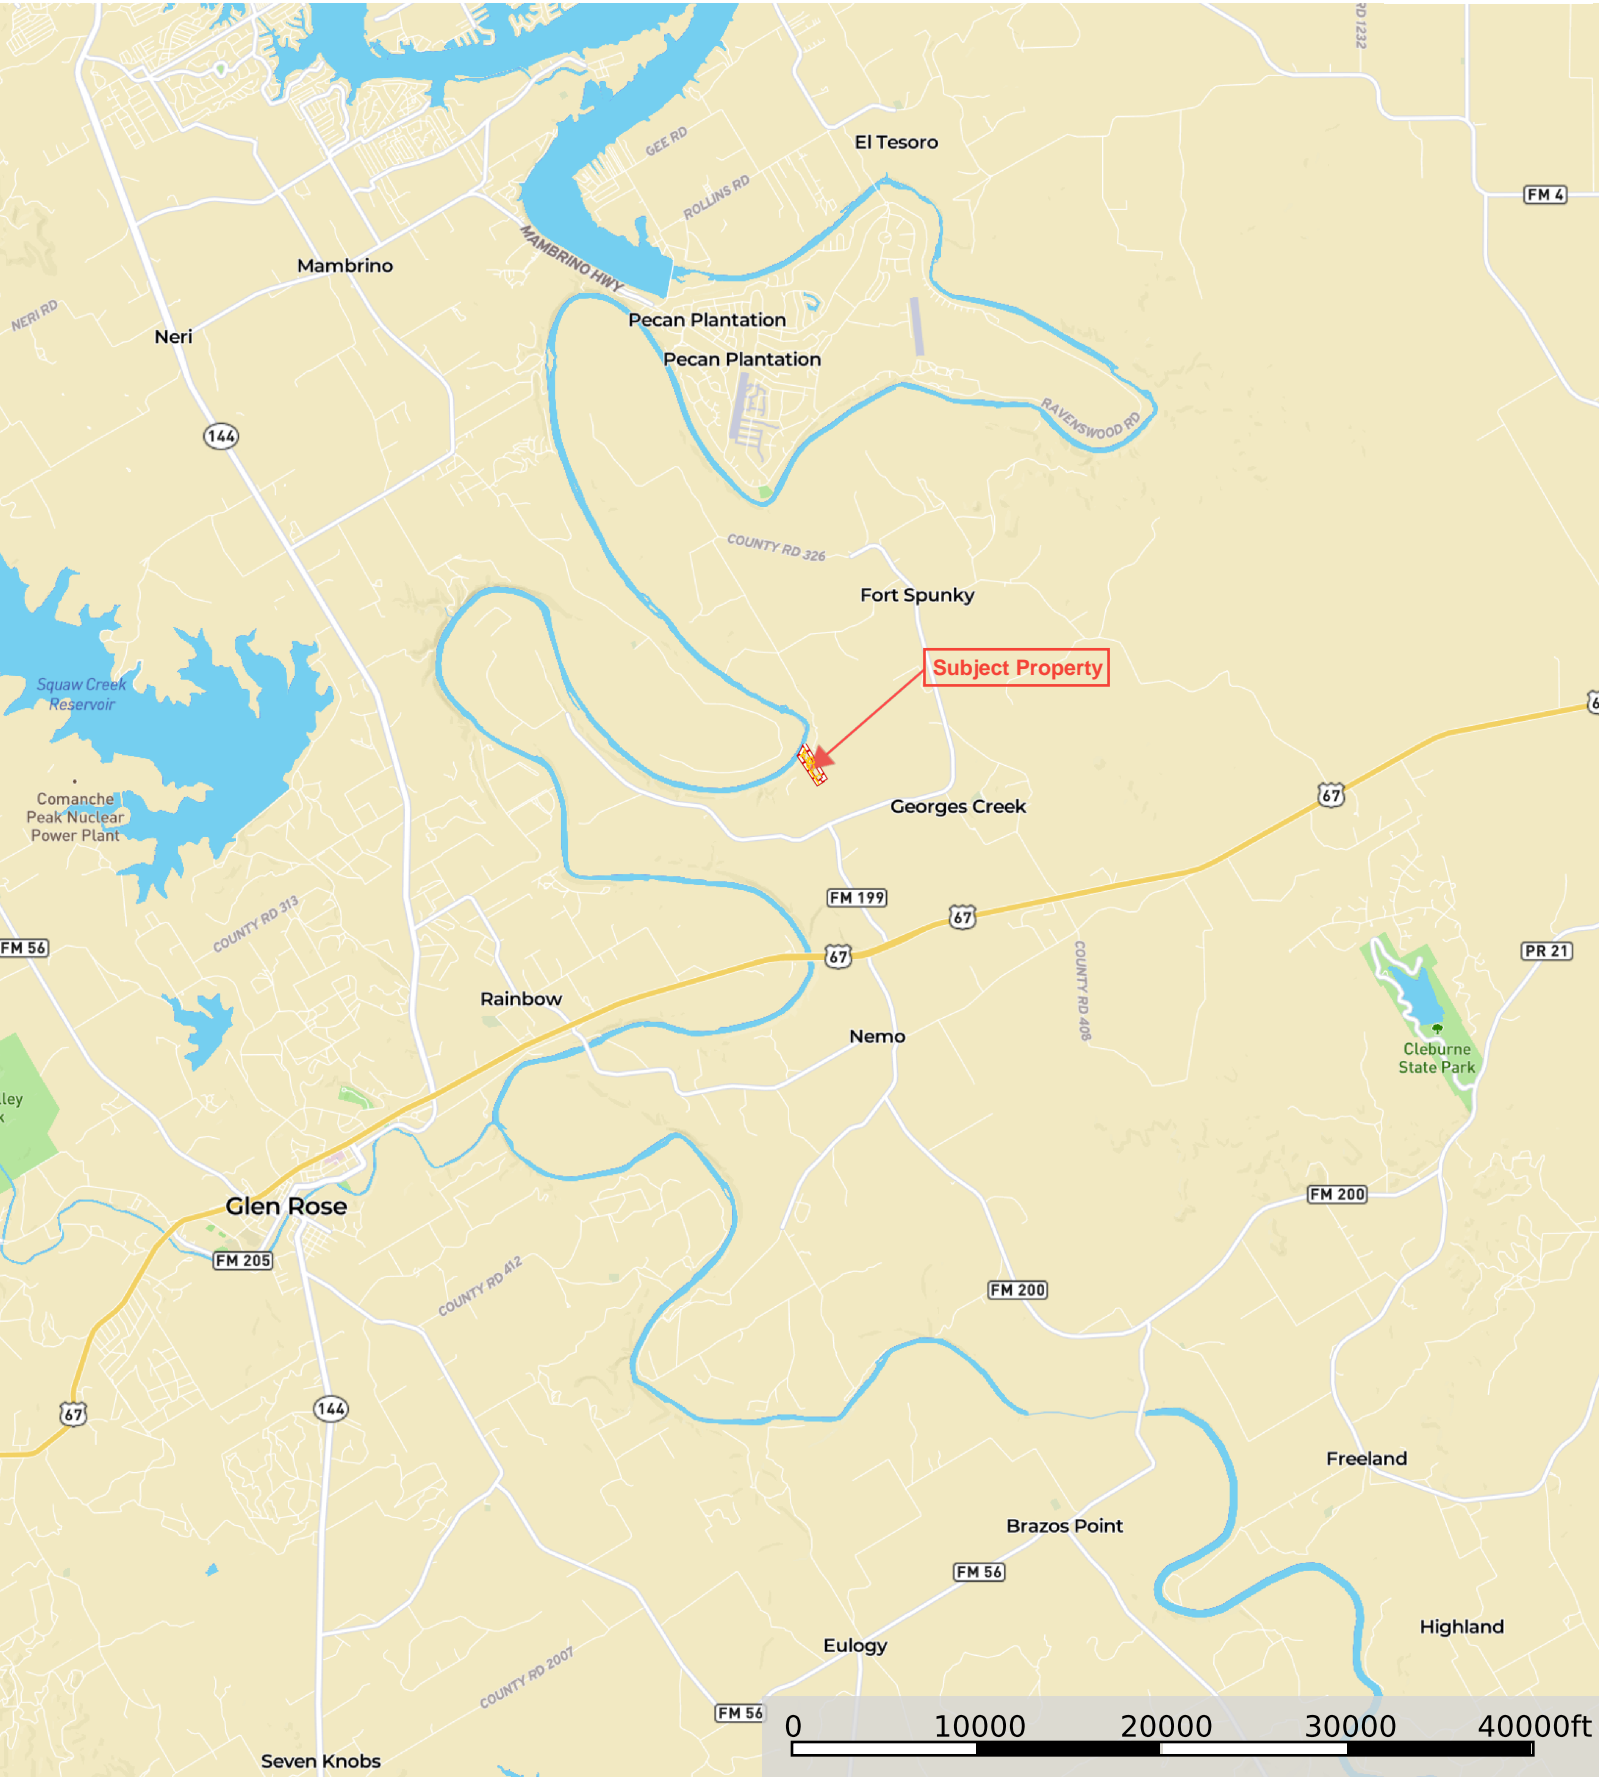 RD 1232
El Tesoro
GEE RD
ROLLINS RD
FM 4
MAMBRINO HWY
Mambrino
NERI RD
Neri
Pecan Plantation
Pecan Plantation
RAVENSWOOD RD
144
COUNTY RD 326
Fort Spunky
Subject Property
Squaw Creek
Reservoir
6
Comanche
Peak Nuclear
Power Plant
67
Georges Creek
FM 199
COUNTY RD 313
67
FM 56
67
PR 21
COUNTY RD 408
Rainbow
Nemo
Cleburne
State Park
lley
k
FM 200
Glen Rose
FM 205
COUNTY RD 412
FM 200
144
67
Freeland
Brazos Point
FM 56
Highland
Eulogy
COUNTY RD 2007
FM 56
Seven Knobs
0 10000 20000 30000 40000ft